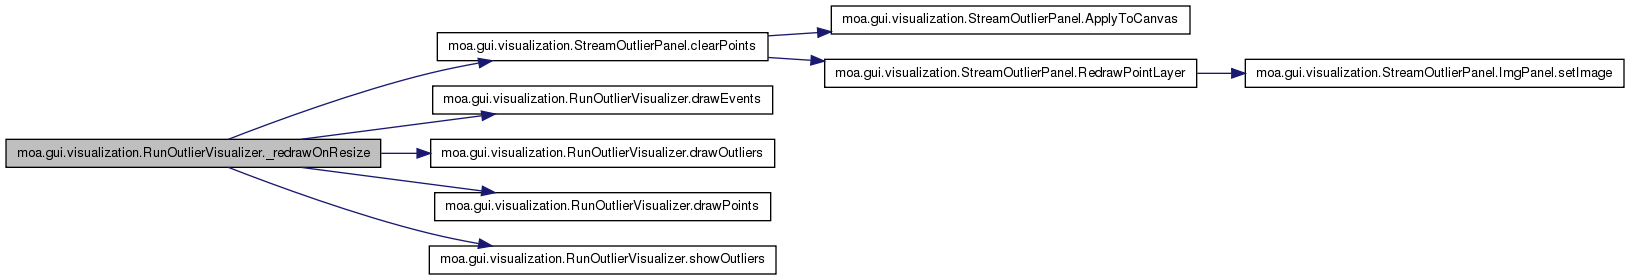 moa.gui.visualization.StreamOutlierPanel.ApplyToCanvas
moa.gui.visualization.StreamOutlierPanel.clearPoints
moa.gui.visualization.StreamOutlierPanel.RedrawPointLayer
moa.gui.visualization.StreamOutlierPanel.ImgPanel.setImage
moa.gui.visualization.RunOutlierVisualizer.drawEvents
moa.gui.visualization.RunOutlierVisualizer._redrawOnResize
moa.gui.visualization.RunOutlierVisualizer.drawOutliers
moa.gui.visualization.RunOutlierVisualizer.drawPoints
moa.gui.visualization.RunOutlierVisualizer.showOutliers